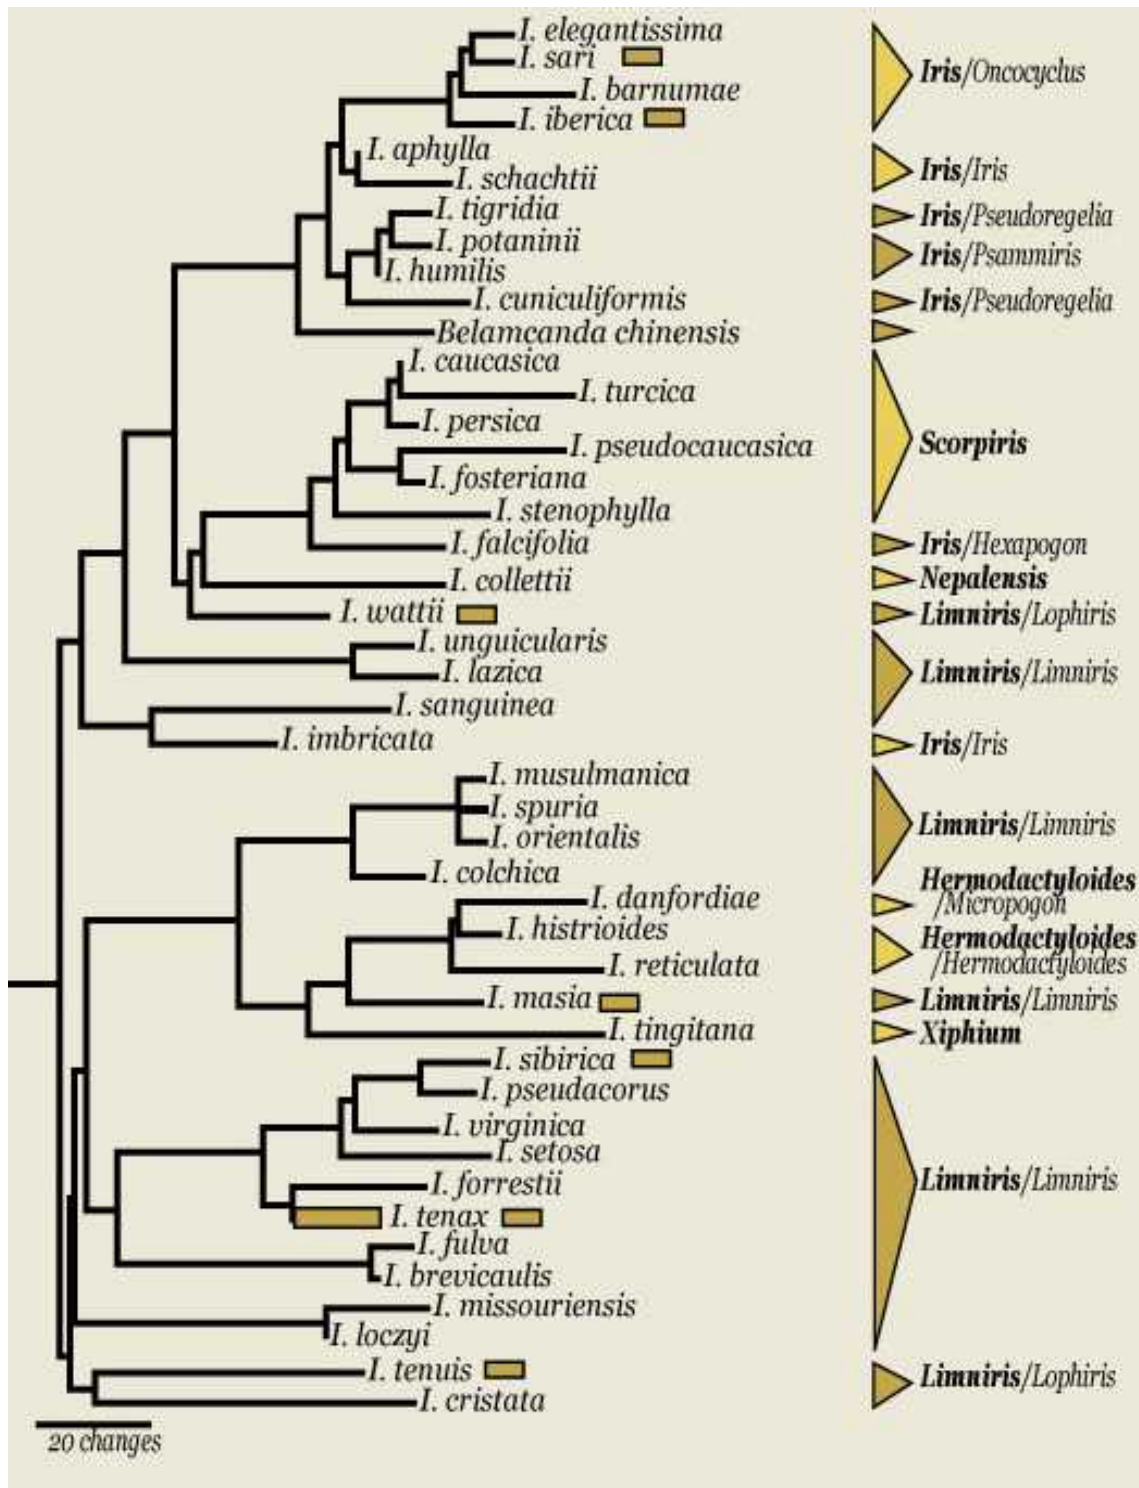 I. elegantissima
I. sari
I. barnumae
I. iberica
I. aphylla
I. schachtii
I. tigridia
I. potaninii
I. humilis
I. cuniculiformis
Belamcanda chinensis
I. caucasica
I. turcica
I. persica
I. pseudocaucasica
I. fosteriana
I. stenophylla
I. falcifolia
I. collettii
I. wattii
I. unguicularis
I. lazica
I. sanguinea
I. imbricata
I. musulmanica
I. spuria
I. orientalis
I. colchica
I. danfordiae
I. histrioides
I. reticulata
I. masia
I. tingitana
I. sibirica
I. pseudacorus
I. virginica
I. setosa
I. forrestii
I. tenax
I. fulva
I. brevicaulis
I. missouriensis
I. loczyi
I. tenuis
I. cristata
20 changes
Iris/Oncocyclus
Iris/Iris
Iris/Pseudoregelia
Iris/Psammiris
Iris/Pseudoregelia
Scorpiris
Iris/Hexapogon
Nepalensis
Limniris/Lophiris
Limniris/Limniris
Iris/Iris
Limniris/Limniris
Hermodactyloides
/Micropogon
Hermodactyloides
/Hermodactyloides
Limniris/Limniris
Xiphium
Limniris/Limniris
Limniris/Lophiris